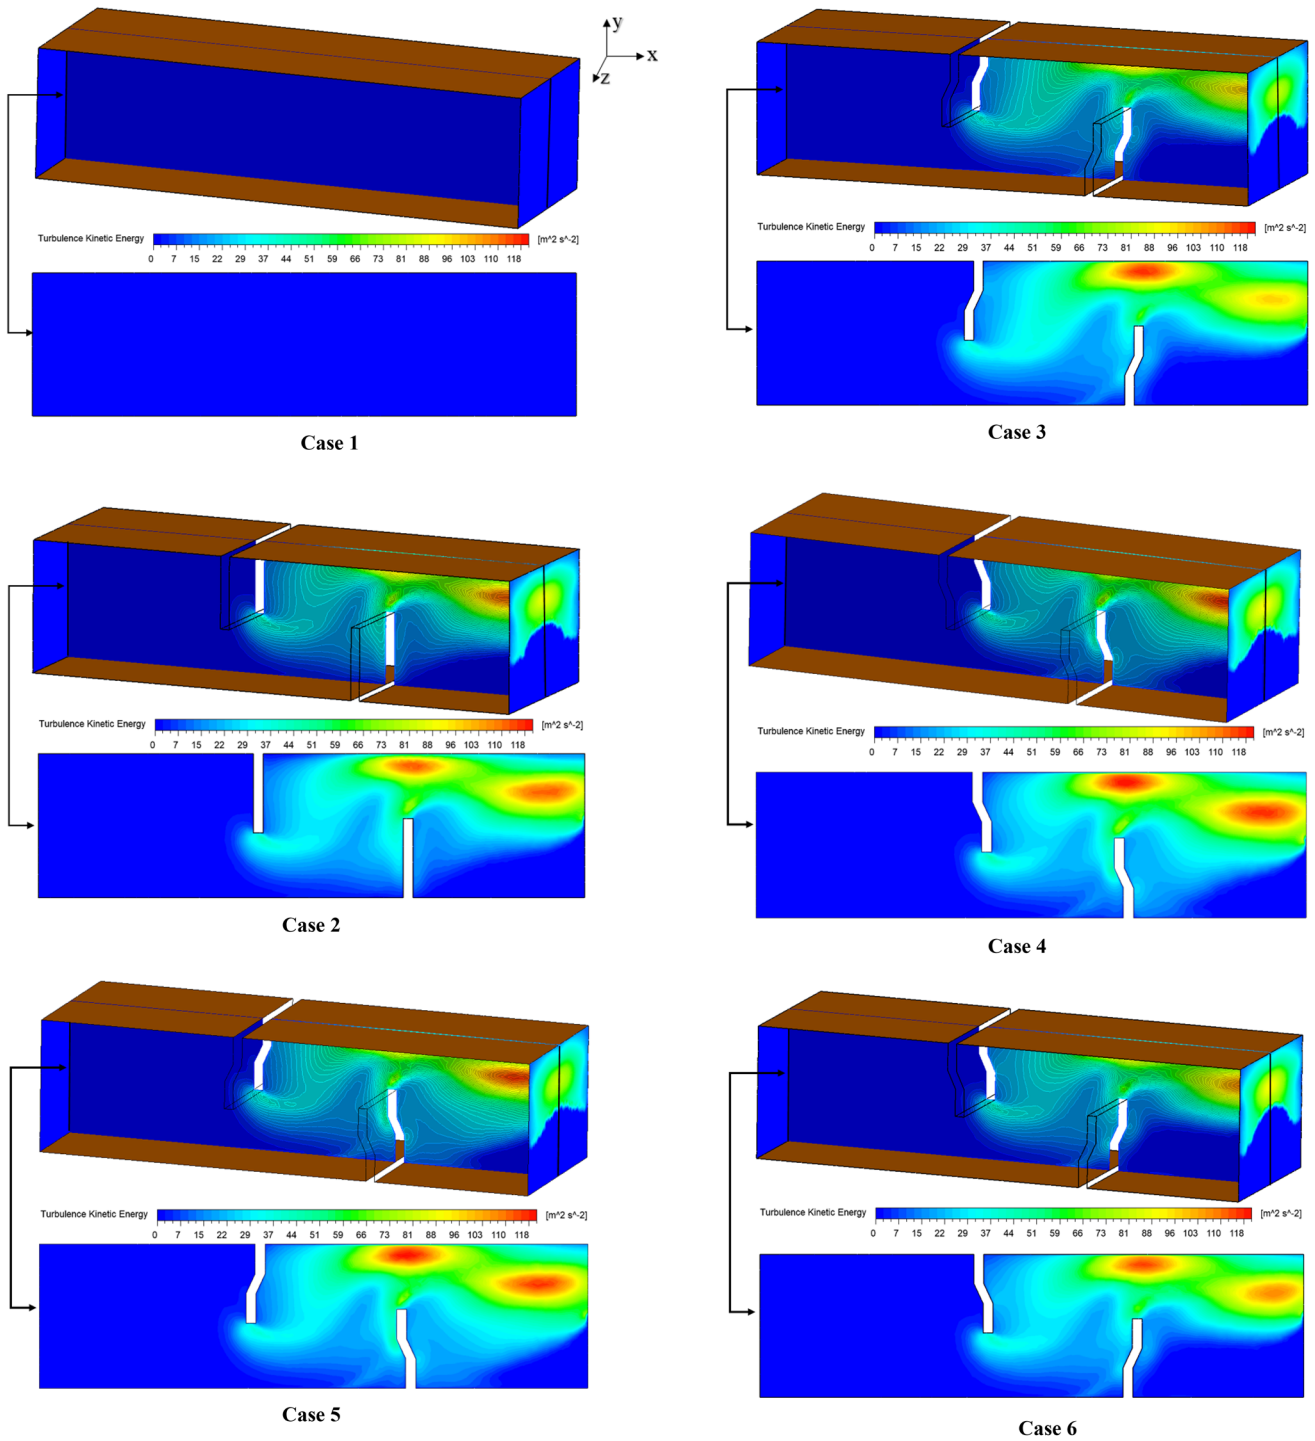 y
x
z
Turbulence Kinetic Energy
[m^2 s^-2]
0 7 15 22 29 37 44 51 59 66 73 81 88 96 103 110 118
Case 1
Turbulence Kinetic Energy
[m^2 s^-2]
0 7 15 22 29 37 44 51 59 66 73 81 88 96 103 110 118
Case 3
Turbulence Kinetic Energy
[m^2 s^-2]
0 7 15 22 29 37 44 51 59 66 73 81 88 96 103 110 118
Case 2
Turbulence Kinetic Energy
[m^2 s^-2]
0 7 15 22 29 37 44 51 59 66 73 81 88 96 103 110 118
Case 4
Turbulence Kinetic Energy
[m^2 s^-2]
0 7 15 22 29 37 44 51 59 66 73 81 88 96 103 110 118
Case 5
Turbulence Kinetic Energy
[m^2 s^-2]
0 7 15 22 29 37 44 51 59 66 73 81 88 96 103 110 118
Case 6